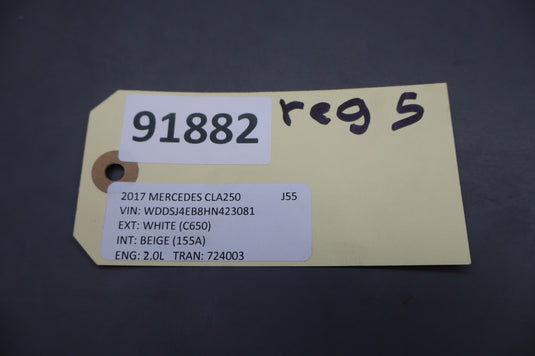 91882 reg 5
2017 MERCEDES CLA250 J55
VIN: WDDSJ4EB8HN423081
EXT: WHITE (C650)
INT: BEIGE (155A)
ENG: 2.0L TRAN: 724003